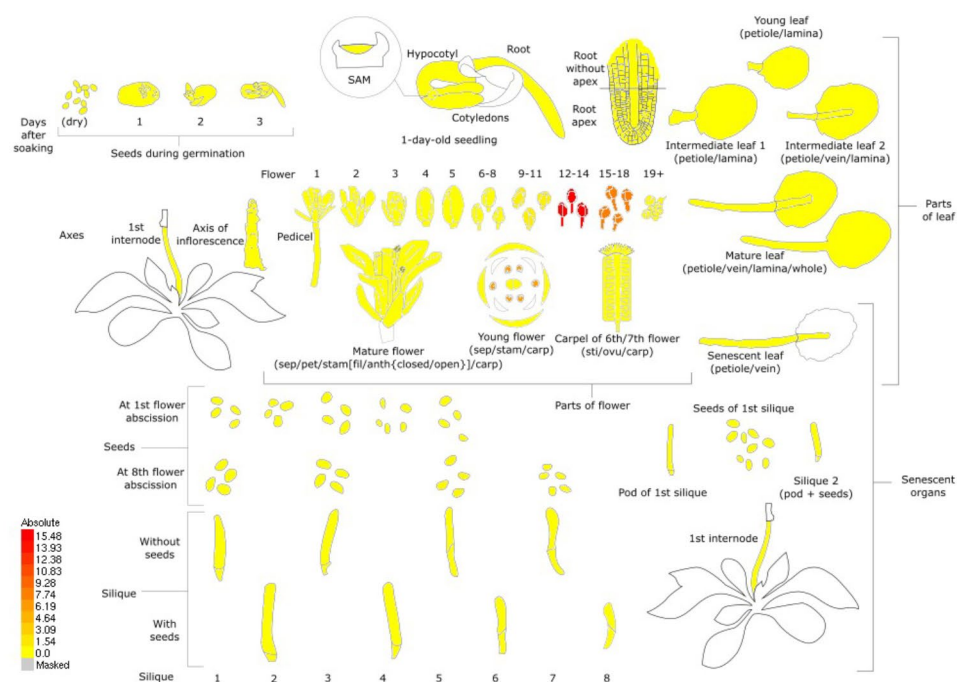 Young leaf
(petiole/lamina)
Hypocotyl
Root
SAM
Root
without
apex
Root
apex
Cotyledons
1-day-old seedling
Days
after
soaking
(dry)
1
2
3
Seeds during germination
Intermediate leaf 1
(petiole/lamina)
Intermediate leaf 2
(petiole/vein/lamina)
Flower
1
2
3
4
5
6-8
9-11
12-14
15-18
19+
Parts
of leaf
Axes
1st
internode
Axis of
inflorescence
Pedicel
Mature leaf
(petiole/vein/lamina/whole)
Mature flower
(sep/pet/stam[fil/anth{closed/open}]/carp)
Young flower
(sep/stam/carp)
Carpel of 6th/7th flower
(sti/ovu/carp)
Senescent leaf
(petiole/vein)
Parts of flower
At 1st flower
abscission
Seeds
At 8th flower
abscission
Seeds of 1st silique
Pod of 1st silique
Silique 2
(pod + seeds)
Senescent
organs
1st internode
Without
seeds
Silique
With
seeds
Silique
1
2
3
4
5
6
7
8
Absolute
15.48
13.93
12.38
10.83
9.28
7.74
6.19
4.64
3.09
1.54
0.0
Masked